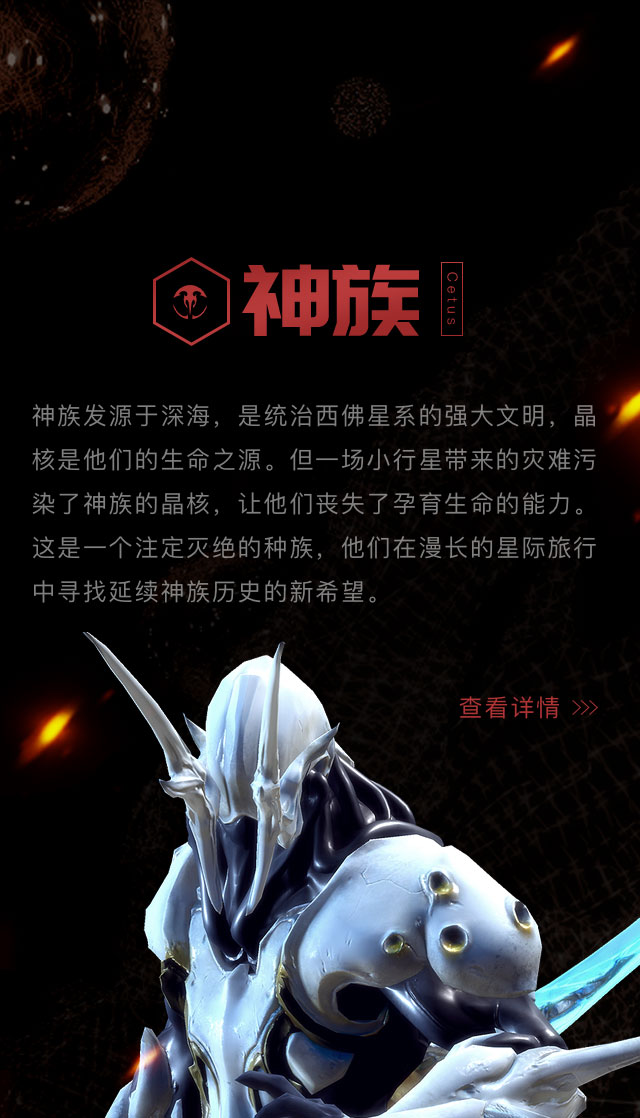 神族
Cetus
神族发源于深海，是统治西佛星系的强大文明，晶
核是他们的生命之源。但一场小行星带来的灾难污
染了神族的晶核，让他们丧失了孕育生命的能力。
这是一个注定灭绝的种族，他们在漫长的星际旅行
中寻找延续神族历史的新希望。
查看详情